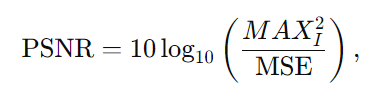 PSNR = 10 log₁₀ ( MAX_I² / MSE ) ,